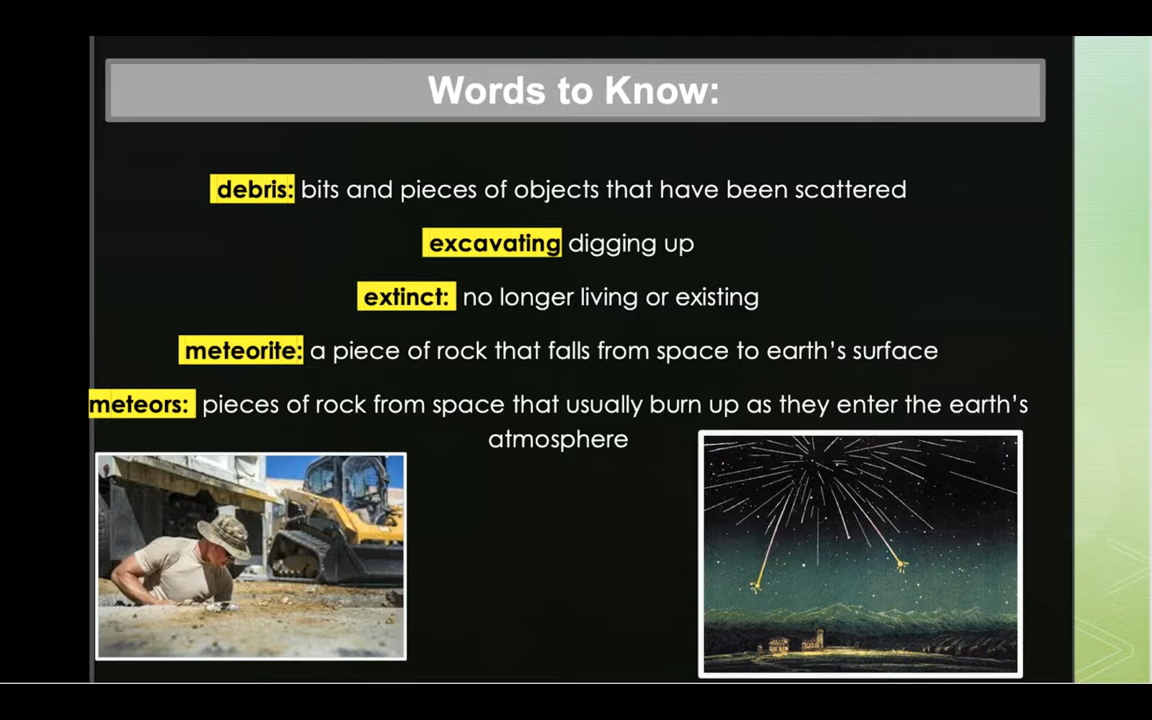 Words to Know:
debris: bits and pieces of objects that have been scattered
excavating digging up
extinct: no longer living or existing
meteorite: a piece of rock that falls from space to earth’s surface
meteors: pieces of rock from space that usually burn up as they enter the earth’s
atmosphere